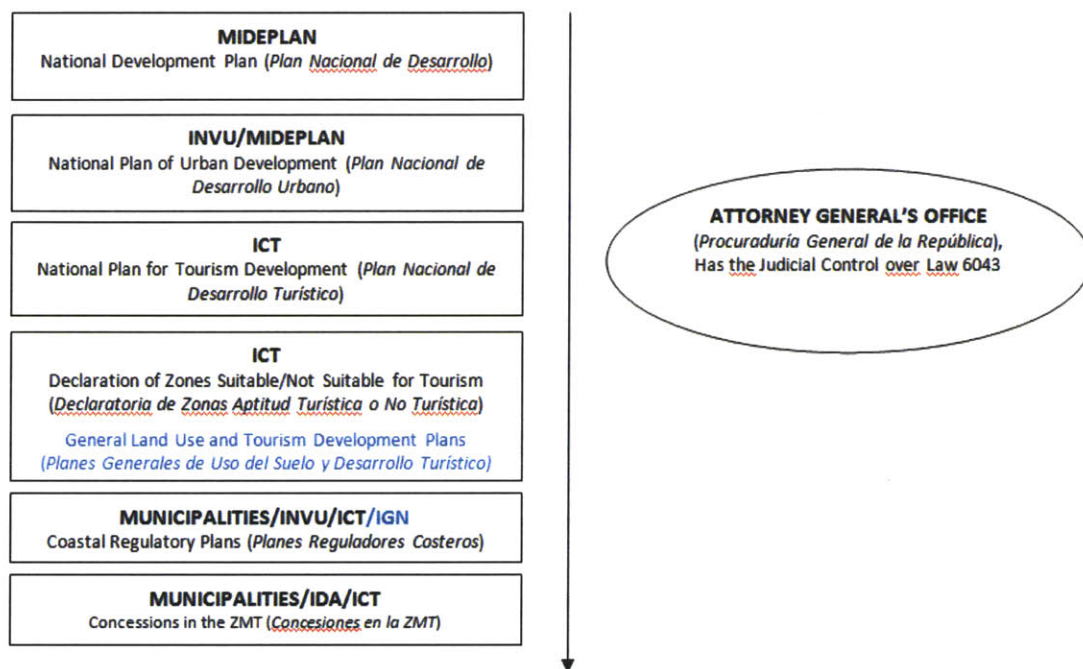 MIDEPLAN
National Development Plan (Plan Nacional de Desarrollo)
INVU/MIDEPLAN
National Plan of Urban Development (Plan Nacional de
Desarrollo Urbano)
ICT
National Plan for Tourism Development (Plan Nacional de
Desarrollo Turístico)
ICT
Declaration of Zones Suitable/Not Suitable for Tourism
(Declaratoria de Zonas Aptitud Turística o No Turística)
General Land Use and Tourism Development Plans
(Planes Generales de Uso del Suelo y Desarrollo Turístico)
MUNICIPALITIES/INVU/ICT/IGN
Coastal Regulatory Plans (Planes Reguladores Costeros)
MUNICIPALITIES/IDA/ICT
Concessions in the ZMT (Concesiones en la ZMT)
ATTORNEY GENERAL'S OFFICE
(Procuraduría General de la República),
Has the Judicial Control over Law 6043